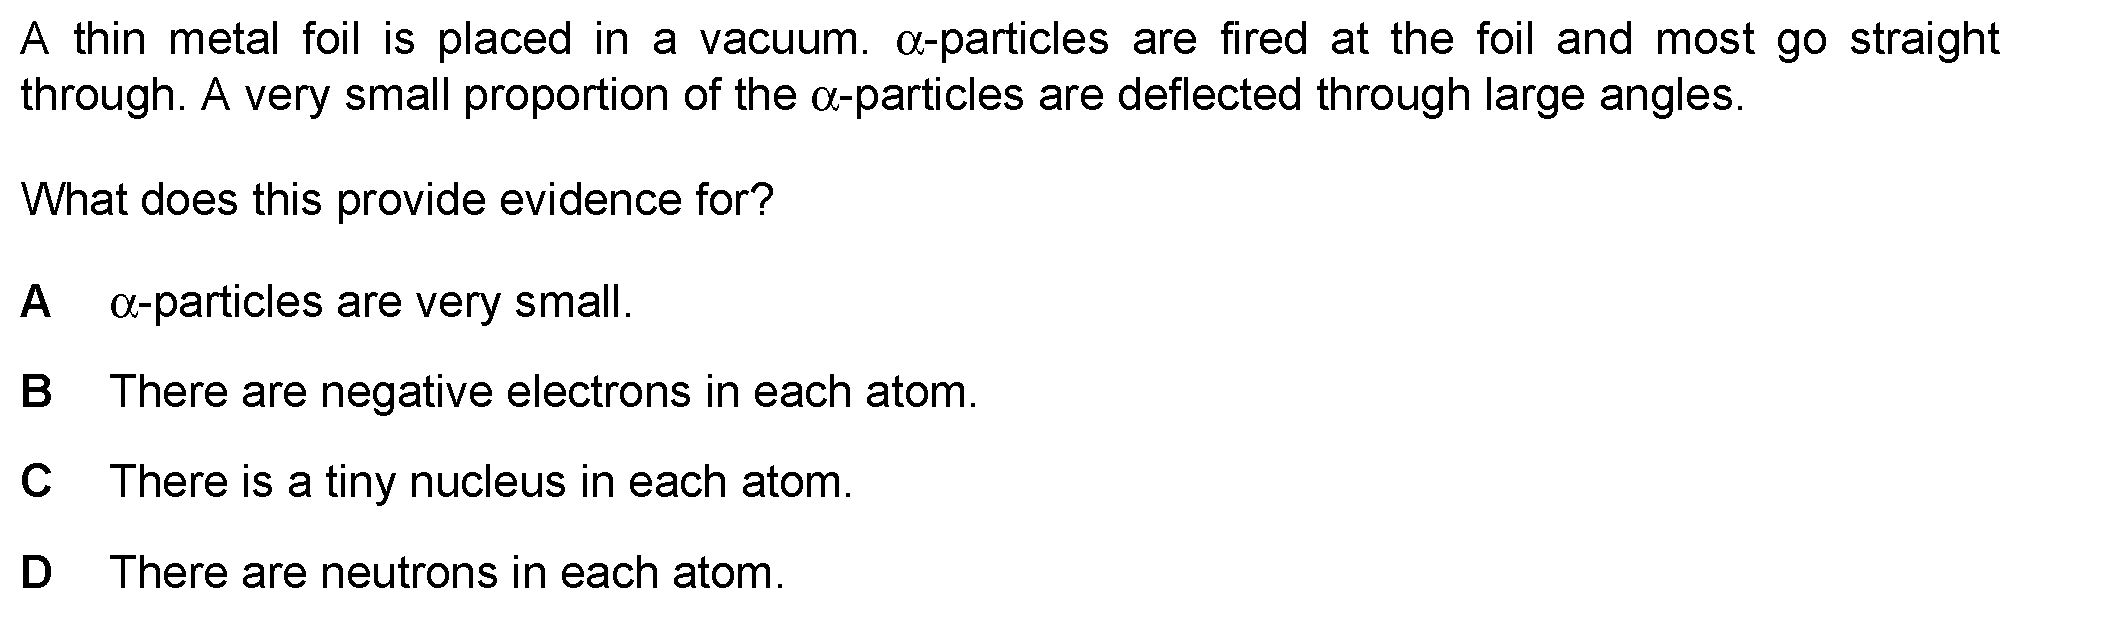 A thin metal foil is placed in a vacuum. α-particles are fired at the foil and most go straight
through. A very small proportion of the α-particles are deflected through large angles.
What does this provide evidence for?
A α-particles are very small.
B There are negative electrons in each atom.
C There is a tiny nucleus in each atom.
D There are neutrons in each atom.